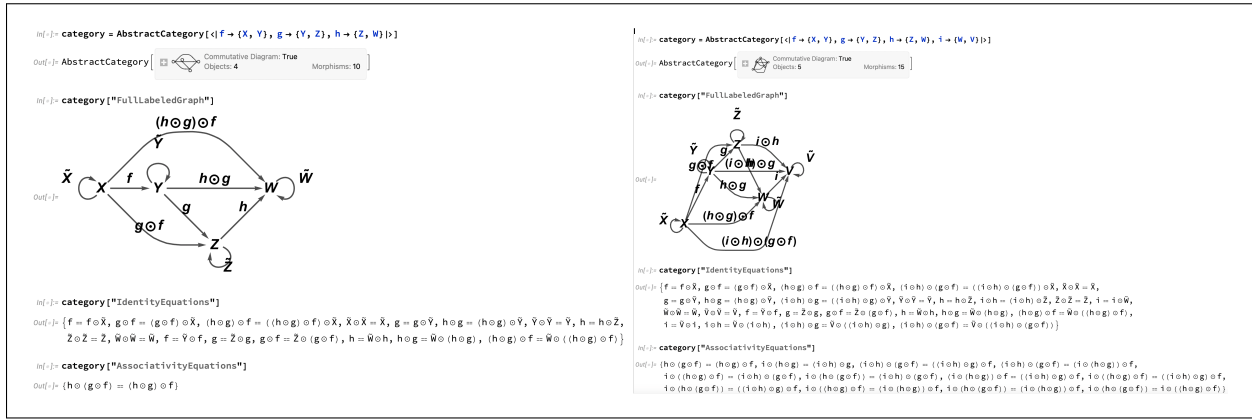 In[∘]:= category = AbstractCategory[<|f → {X, Y}, g → {Y, Z}, h → {Z, W}|>]
Out[∘]= AbstractCategory[ Commutative Diagram: True
Objects: 4 Morphisms: 10 ]
In[∘]:= category["FullLabeledGraph"]
(h⊙g)⊙f
Ỹ
X̃ X f Y h⊙g W W̃
Out[∘]=
g h
g⊙f
Z
Z̃
In[∘]:= category["IdentityEquations"]
Out[∘]= {f = f⊙X̃, g⊙f = (g⊙f)⊙X̃, (h⊙g)⊙f = ((h⊙g)⊙f)⊙X̃, X̃⊙X̃ = X̃, g = g⊙Ỹ, h⊙g = (h⊙g)⊙Ỹ, Ỹ⊙Ỹ = Ỹ, h = h⊙Z̃,
Z̃⊙Z̃ = Z̃, W̃⊙W̃ = W̃, f = Ỹ⊙f, g = Z̃⊙g, g⊙f = Z̃⊙(g⊙f), h = W̃⊙h, h⊙g = W̃⊙(h⊙g), (h⊙g)⊙f = W̃⊙((h⊙g)⊙f)}
In[∘]:= category["AssociativityEquations"]
Out[∘]= {h⊙(g⊙f) = (h⊙g)⊙f}
In[∘]:= category = AbstractCategory[<|f → {X, Y}, g → {Y, Z}, h → {Z, W}, i → {W, V}|>]
Out[∘]= AbstractCategory[ Commutative Diagram: True
Objects: 5 Morphisms: 15 ]
In[∘]:= category["FullLabeledGraph"]
Z̃
Ỹ g Z i⊙h Ṽ
g⊙f Y (i⊙h)⊙g i V
Out[∘]=
f h⊙g W W̃
X̃ X (h⊙g)⊙f
(i⊙h)⊙(g⊙f)
In[∘]:= category["IdentityEquations"]
Out[∘]= {f = f⊙X̃, g⊙f = (g⊙f)⊙X̃, (h⊙g)⊙f = ((h⊙g)⊙f)⊙X̃, (i⊙h)⊙(g⊙f) = ((i⊙h)⊙(g⊙f))⊙X̃, X̃⊙X̃ = X̃,
g = g⊙Ỹ, h⊙g = (h⊙g)⊙Ỹ, (i⊙h)⊙g = ((i⊙h)⊙g)⊙Ỹ, Ỹ⊙Ỹ = Ỹ, h = h⊙Z̃, i⊙h = (i⊙h)⊙Z̃, Z̃⊙Z̃ = Z̃, i = i⊙W̃,
W̃⊙W̃ = W̃, Ṽ⊙Ṽ = Ṽ, f = Ỹ⊙f, g = Z̃⊙g, g⊙f = Z̃⊙(g⊙f), h = W̃⊙h, h⊙g = W̃⊙(h⊙g), (h⊙g)⊙f = W̃⊙((h⊙g)⊙f),
i = Ṽ⊙i, i⊙h = Ṽ⊙(i⊙h), (i⊙h)⊙g = Ṽ⊙((i⊙h)⊙g), (i⊙h)⊙(g⊙f) = Ṽ⊙((i⊙h)⊙(g⊙f))}
In[∘]:= category["AssociativityEquations"]